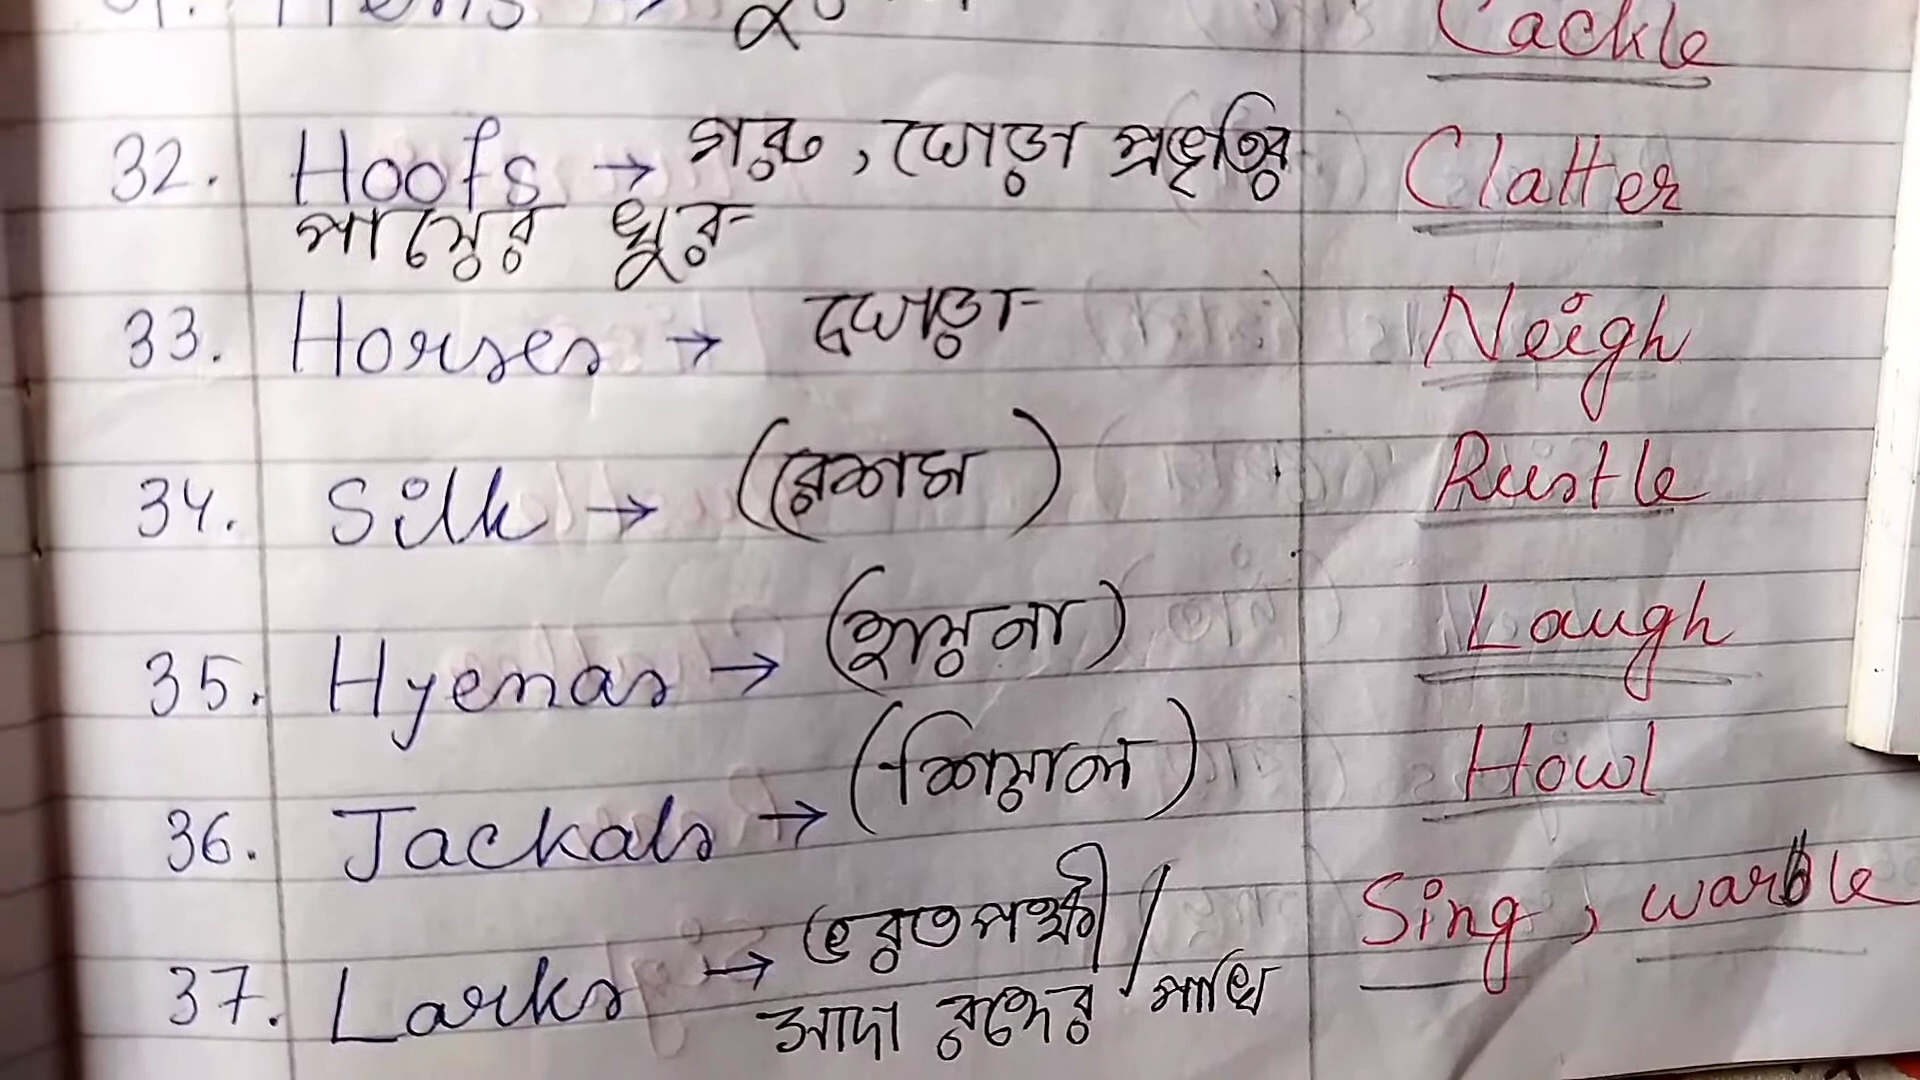 Cackle
32. Hoofs → গরু, ঘোড়া প্রভৃতির Clatter
পায়ের খুর
33. Horses → ঘোড়া Neigh
34. Silk → (রেশম) Rustle
35. Hyenas → (হায়না) Laugh
36. Jackals → (শিয়াল) Howl
37. Larks → ভরতপক্ষী / Sing, warble
সাদা রঙের পাখি